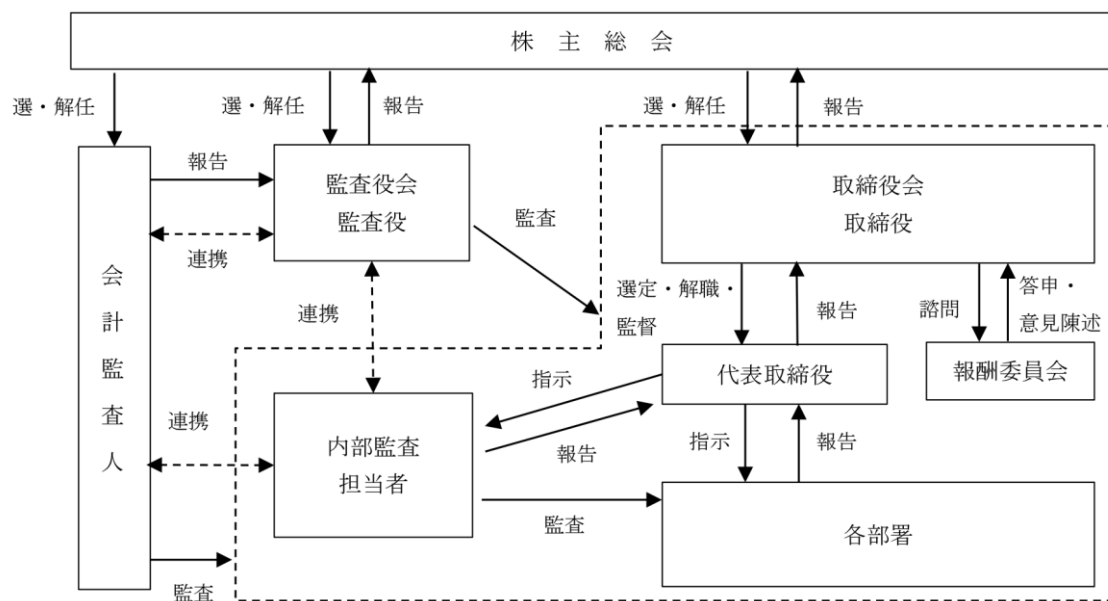 株 主 総 会
選・解任
選・解任
報告
選・解任
報告
報告
連携
監査役会
監査役
監査
取締役会
取締役
会
計
監
査
人
連携
選定・解職・
監督
報告
諮問
答申・
意見陳述
代表取締役
報酬委員会
指示
報告
連携
内部監査
担当者
指示
報告
監査
各部署
監査